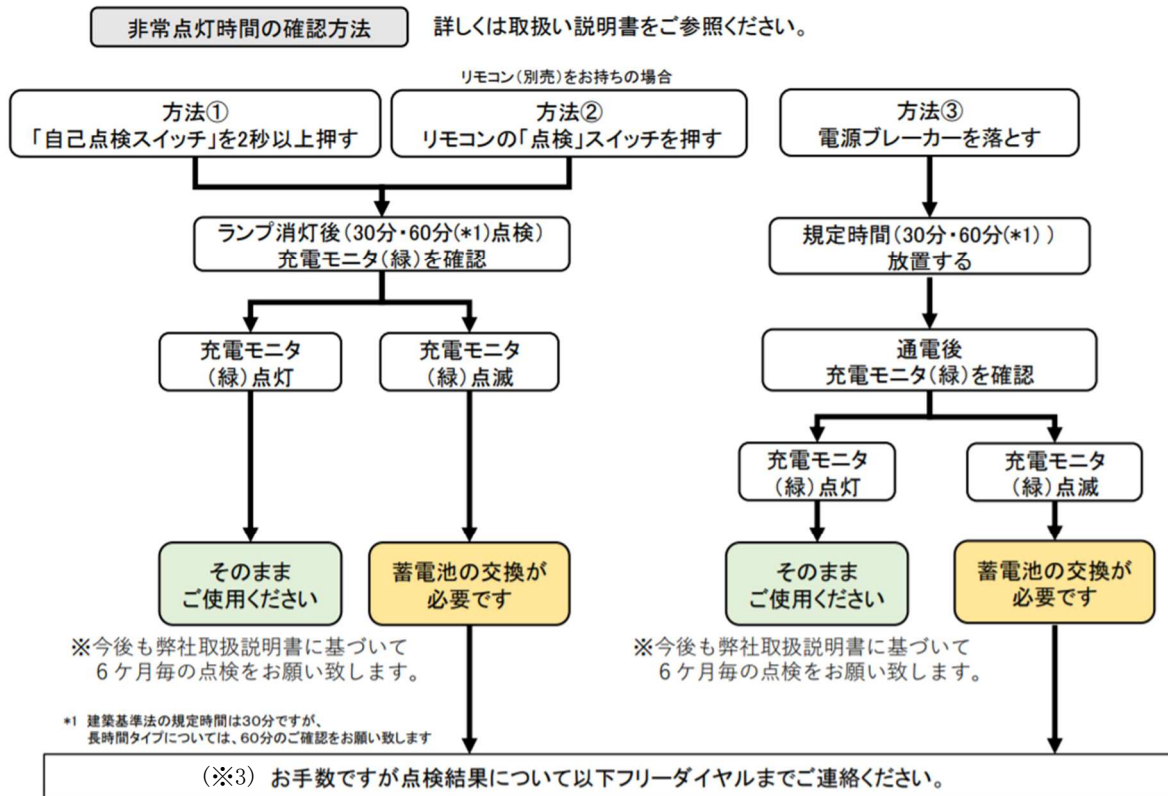 非常点灯時間の確認方法
詳しくは取扱い説明書をご参照ください。
リモコン(別売)をお持ちの場合
方法①
「自己点検スイッチ」を2秒以上押す
方法②
リモコンの「点検」スイッチを押す
方法③
電源ブレーカーを落とす
ランプ消灯後(30分・60分(*1)点検)
充電モニタ(緑)を確認
規定時間(30分・60分(*1) )
放置する
充電モニタ
(緑)点灯
充電モニタ
(緑)点滅
通電後
充電モニタ(緑)を確認
充電モニタ
(緑)点灯
充電モニタ
(緑)点滅
そのまま
ご使用ください
蓄電池の交換が
必要です
そのまま
ご使用ください
蓄電池の交換が
必要です
※今後も弊社取扱説明書に基づいて
6ケ月毎の点検をお願い致します。
※今後も弊社取扱説明書に基づいて
6ケ月毎の点検をお願い致します。
*1 建築基準法の規定時間は30分ですが、
長時間タイプについては、60分のご確認をお願い致します
(※3) お手数ですが点検結果について以下フリーダイヤルまでご連絡ください。